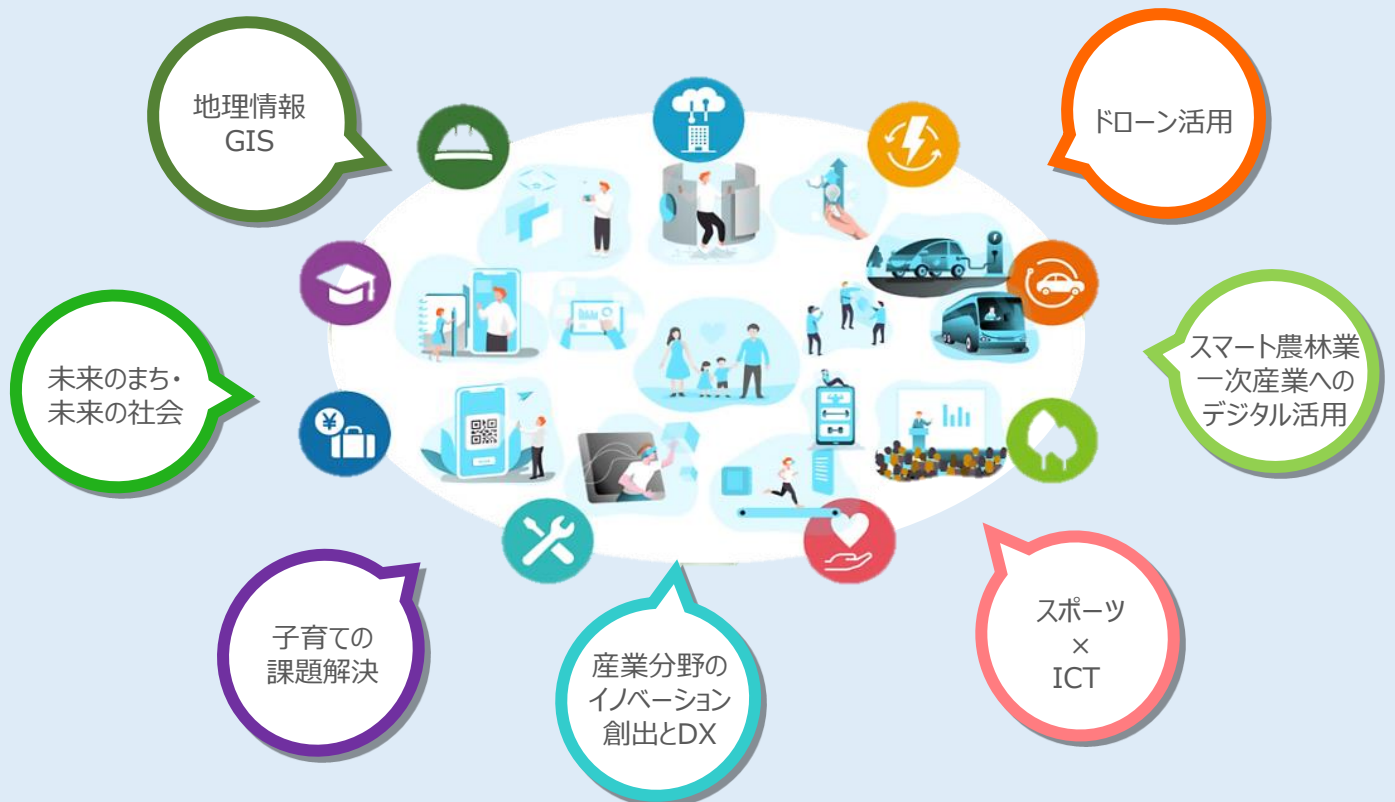 地理情報
GIS
ドローン活用
未来のまち・
未来の社会
スマート農林業
一次産業への
デジタル活用
子育ての
課題解決
産業分野の
イノベーション
創出とDX
スポーツ
×
ICT
¥